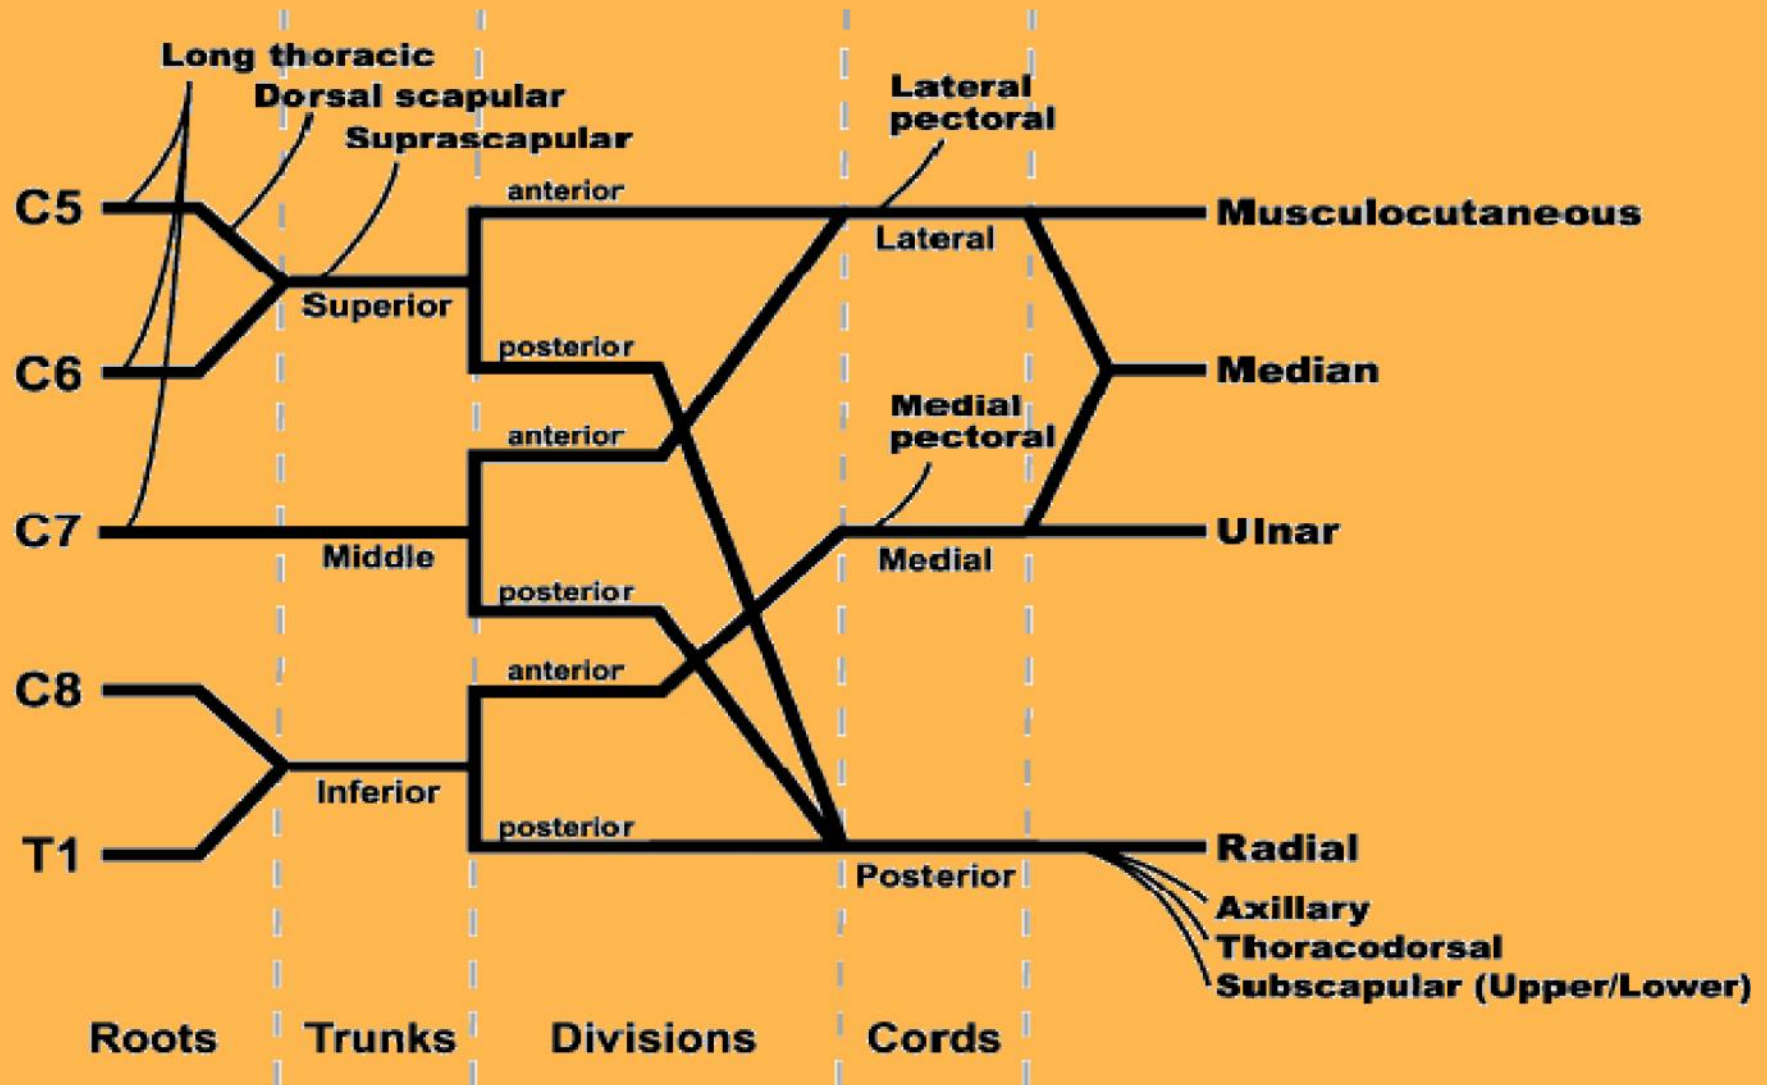 Long thoracic
Dorsal scapular
Suprascapular
Lateral
pectoral
anterior
C5
Musculocutaneous
Lateral
Superior
posterior
C6
Median
Medial
pectoral
anterior
C7
Ulnar
Middle
Medial
posterior
anterior
C8
Inferior
posterior
T1
Radial
Posterior
Axillary
Thoracodorsal
Subscapular (Upper/Lower)
Roots
Trunks
Divisions
Cords